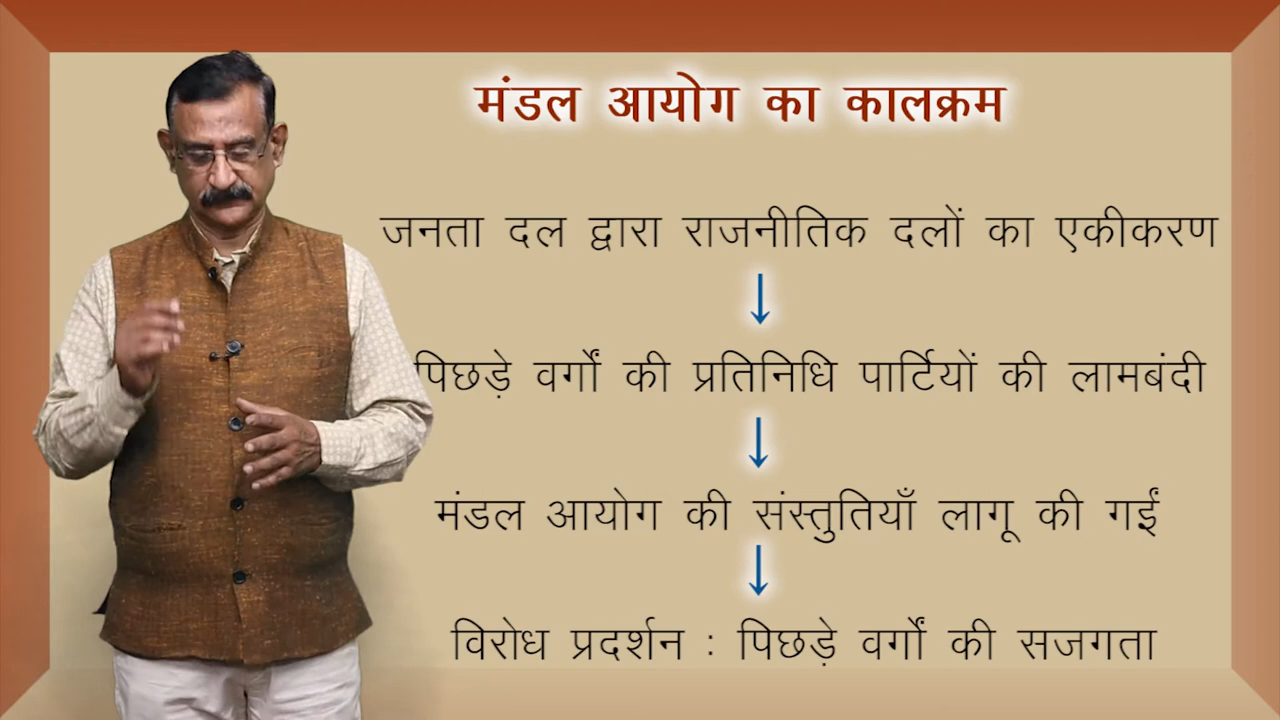 मंडल आयोग का कालक्रम
जनता दल द्वारा राजनीतिक दलों का एकीकरण
पिछड़े वर्गों की प्रतिनिधि पार्टियों की लामबंदी
मंडल आयोग की संस्तुतियाँ लागू की गईं
विरोध प्रदर्शन : पिछड़े वर्गों की सजगता